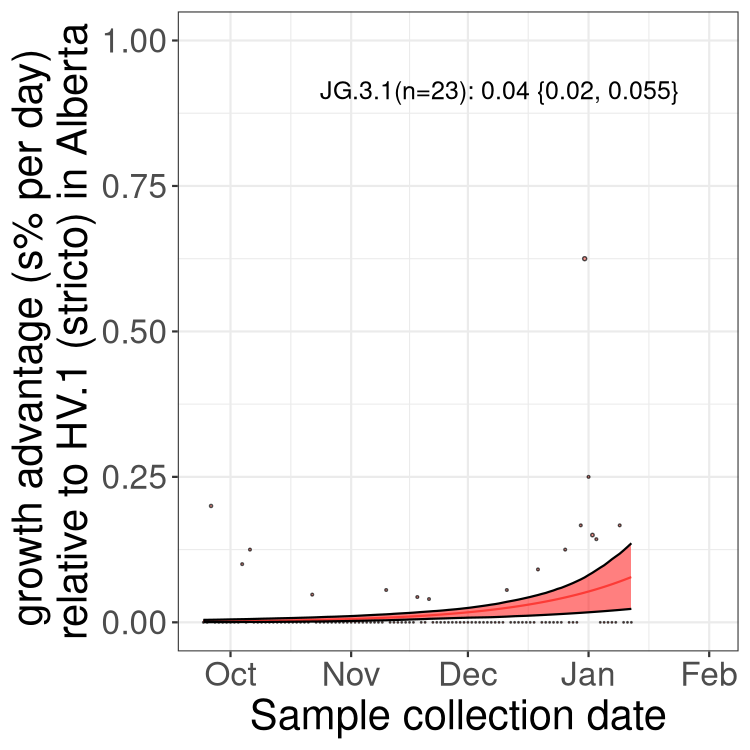 growth advantage (s% per day)
relative to HV.1 (stricto) in Alberta
1.00
0.75
0.50
0.25
0.00
JG.3.1(n=23): 0.04 {0.02, 0.055}
Oct Nov Dec Jan Feb
Sample collection date